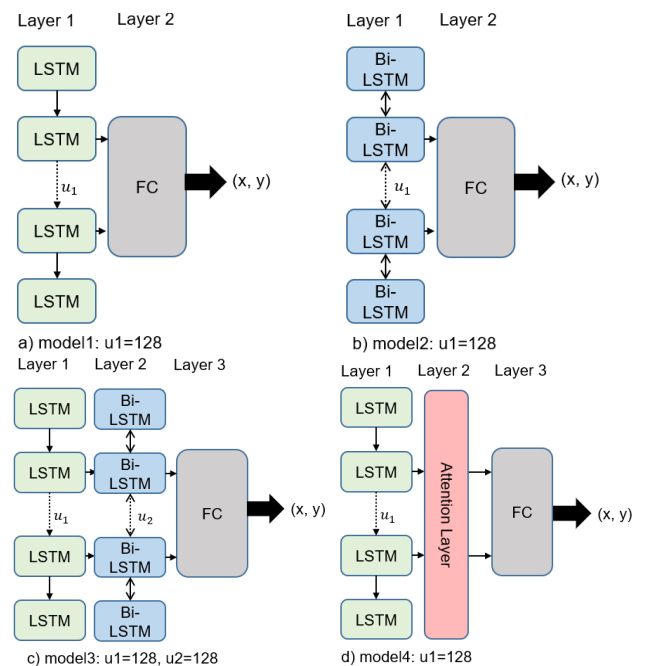 Layer 1 Layer 2
LSTM
LSTM
u₁
FC
(x, y)
LSTM
LSTM
a) model1: u1=128
Layer 1 Layer 2
Bi-
LSTM
Bi-
LSTM
u₁
FC
(x, y)
Bi-
LSTM
Bi-
LSTM
b) model2: u1=128
Layer 1 Layer 2 Layer 3
LSTM
Bi-
LSTM
LSTM
Bi-
LSTM
u₁
u₂
FC
(x, y)
LSTM
Bi-
LSTM
LSTM
Bi-
LSTM
c) model3: u1=128, u2=128
Layer 1 Layer 2 Layer 3
LSTM
LSTM
u₁
Attention Layer
FC
(x, y)
LSTM
LSTM
d) model4: u1=128